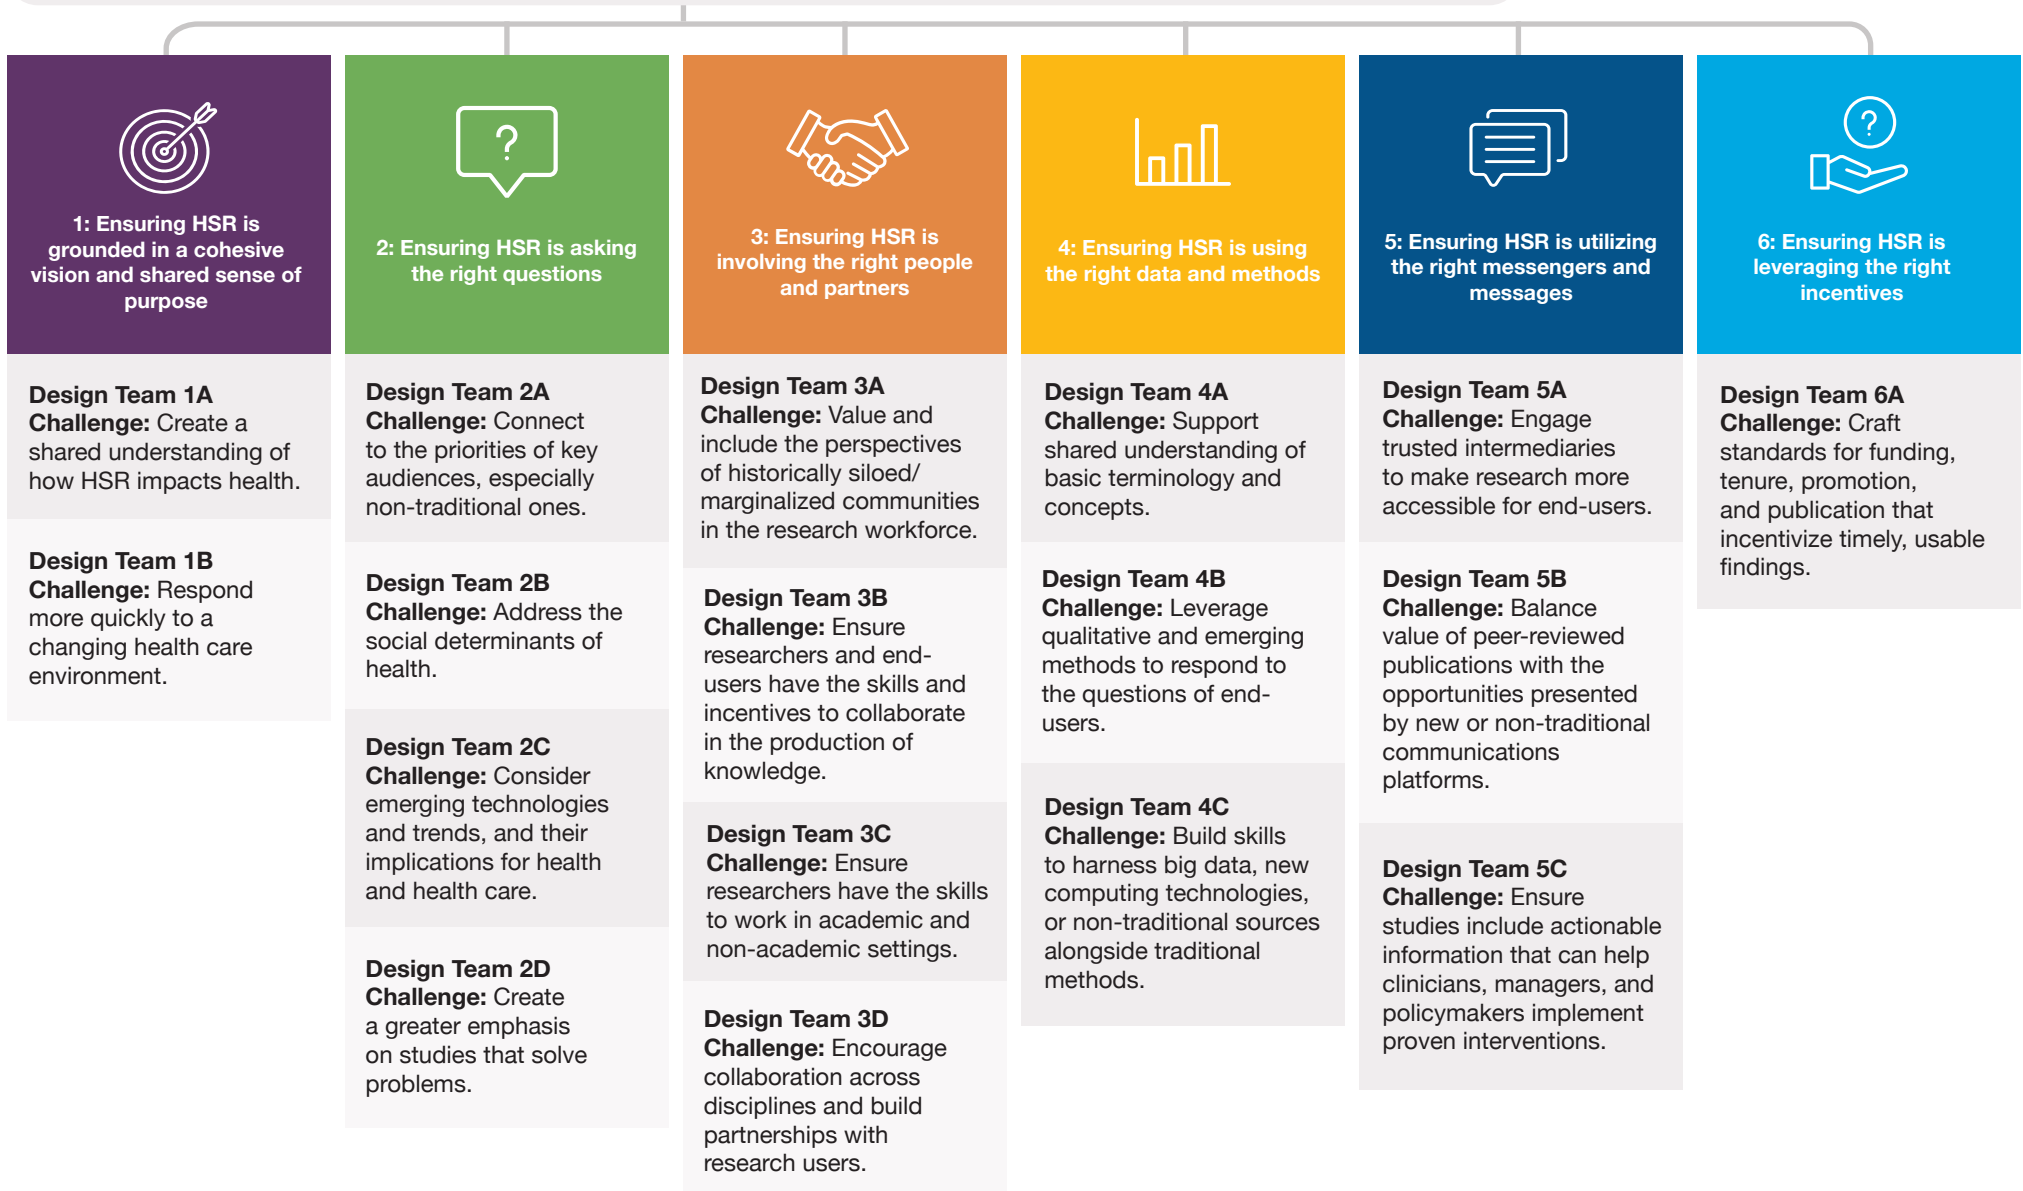 1: Ensuring HSR is
grounded in a cohesive
vision and shared sense of
purpose
Design Team 1A
Challenge: Create a
shared understanding of
how HSR impacts health.
Design Team 1B
Challenge: Respond
more quickly to a
changing health care
environment.
?
2: Ensuring HSR is asking
the right questions
Design Team 2A
Challenge: Connect
to the priorities of key
audiences, especially
non-traditional ones.
Design Team 2B
Challenge: Address the
social determinants of
health.
Design Team 2C
Challenge: Consider
emerging technologies
and trends, and their
implications for health
and health care.
Design Team 2D
Challenge: Create
a greater emphasis
on studies that solve
problems.
3: Ensuring HSR is
involving the right people
and partners
Design Team 3A
Challenge: Value and
include the perspectives
of historically siloed/
marginalized communities
in the research workforce.
Design Team 3B
Challenge: Ensure
researchers and end-
users have the skills and
incentives to collaborate
in the production of
knowledge.
Design Team 3C
Challenge: Ensure
researchers have the skills
to work in academic and
non-academic settings.
Design Team 3D
Challenge: Encourage
collaboration across
disciplines and build
partnerships with
research users.
4: Ensuring HSR is using
the right data and methods
Design Team 4A
Challenge: Support
shared understanding of
basic terminology and
concepts.
Design Team 4B
Challenge: Leverage
qualitative and emerging
methods to respond to
the questions of end-
users.
Design Team 4C
Challenge: Build skills
to harness big data, new
computing technologies,
or non-traditional sources
alongside traditional
methods.
5: Ensuring HSR is utilizing
the right messengers and
messages
Design Team 5A
Challenge: Engage
trusted intermediaries
to make research more
accessible for end-users.
Design Team 5B
Challenge: Balance
value of peer-reviewed
publications with the
opportunities presented
by new or non-traditional
communications
platforms.
Design Team 5C
Challenge: Ensure
studies include actionable
information that can help
clinicians, managers, and
policymakers implement
proven interventions.
?
6: Ensuring HSR is
leveraging the right
incentives
Design Team 6A
Challenge: Craft
standards for funding,
tenure, promotion,
and publication that
incentivize timely, usable
findings.